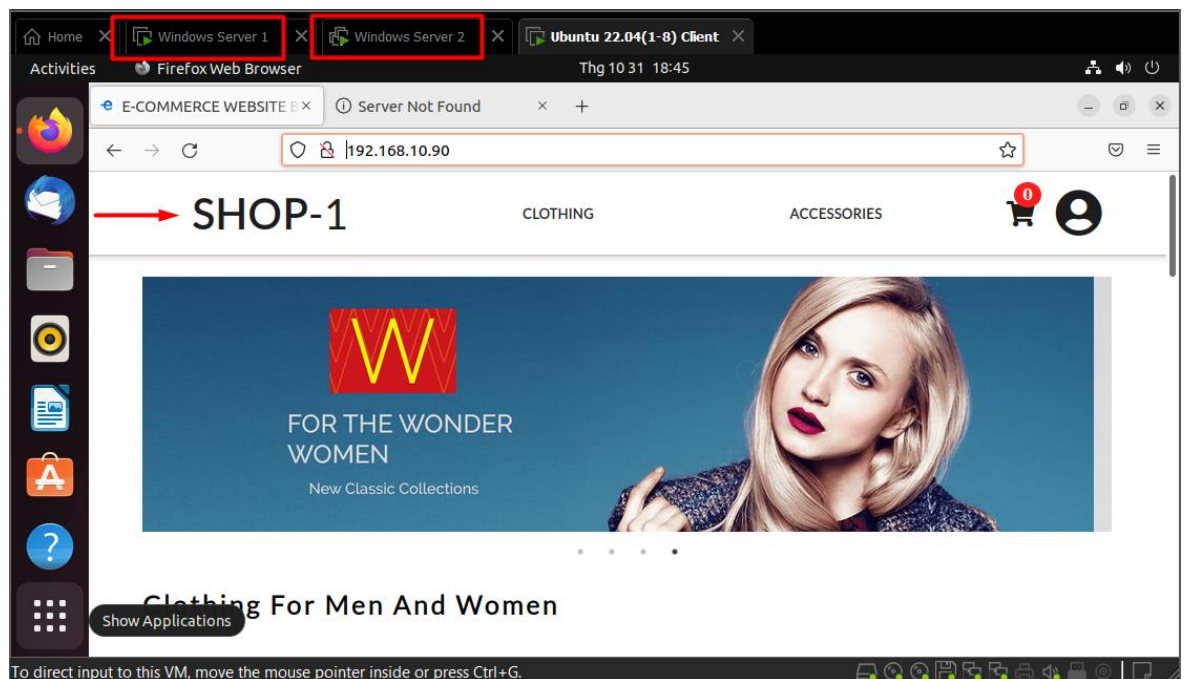 Home Windows Server 1 Windows Server 2 Ubuntu 22.04(1-8) Client
Activities Firefox Web Browser Thg 10 31 18:45
E-COMMERCE WEBSITE B Server Not Found
192.168.10.90
SHOP-1 CLOTHING ACCESSORIES 0
W
FOR THE WONDER
WOMEN
New Classic Collections
Clothing For Men And Women
Show Applications
To direct input to this VM, move the mouse pointer inside or press Ctrl+G.